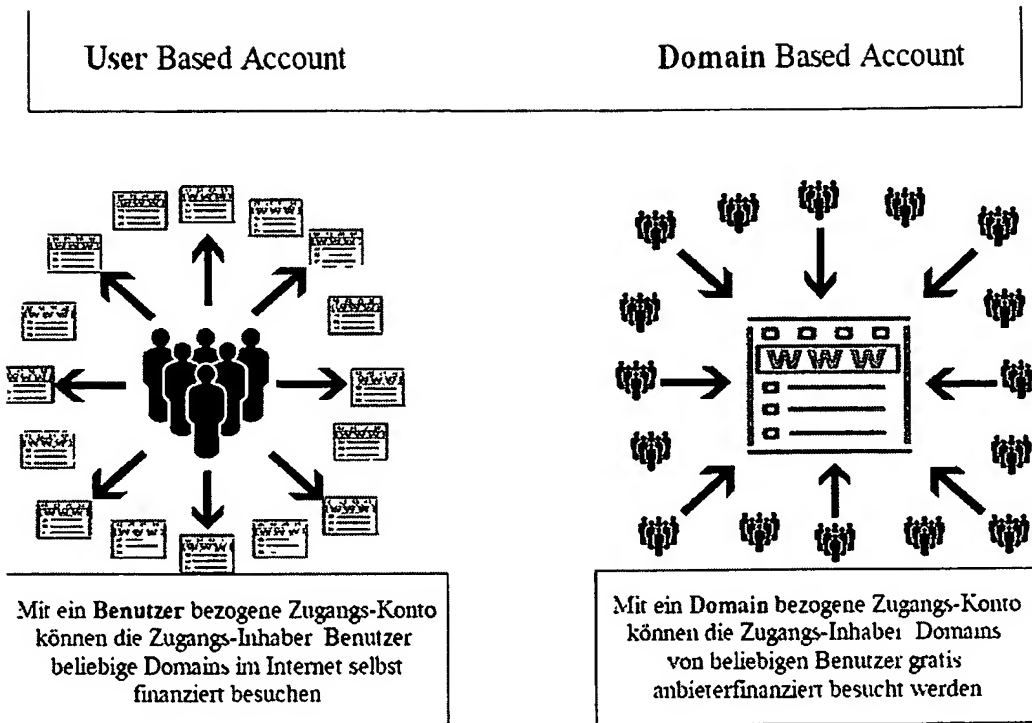 User Based Account
Domain Based Account
WWW
Mit ein Benutzer bezogene Zugangs-Konto
können die Zugangs-Inhaber Benutzer
beliebige Domains im Internet selbst
finanziert besuchen
Mit ein Domain bezogene Zugangs-Konto
können die Zugangs-Inhaber Domains
von beliebigen Benutzer gratis
anbieterfinanziert besucht werden